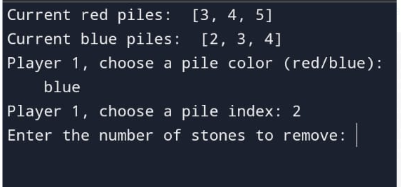 Current red piles:  [3, 4, 5]
Current blue piles:  [2, 3, 4]
Player 1, choose a pile color (red/blue):
blue
Player 1, choose a pile index: 2
Enter the number of stones to remove: